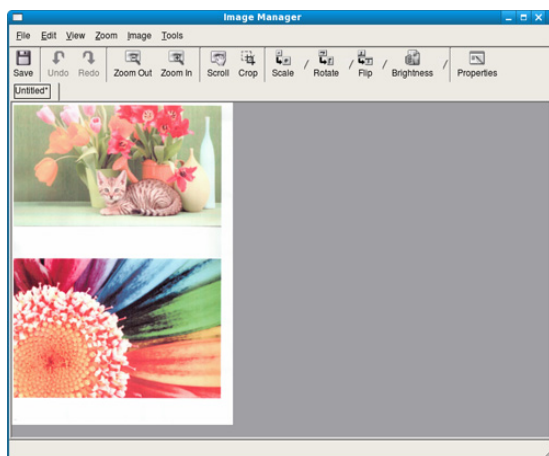 Image Manager
File Edit View Zoom Image Tools
Save Undo Redo Zoom Out Zoom In Scroll Crop Scale / Rotate / Flip / Brightness / Properties
Untitled*